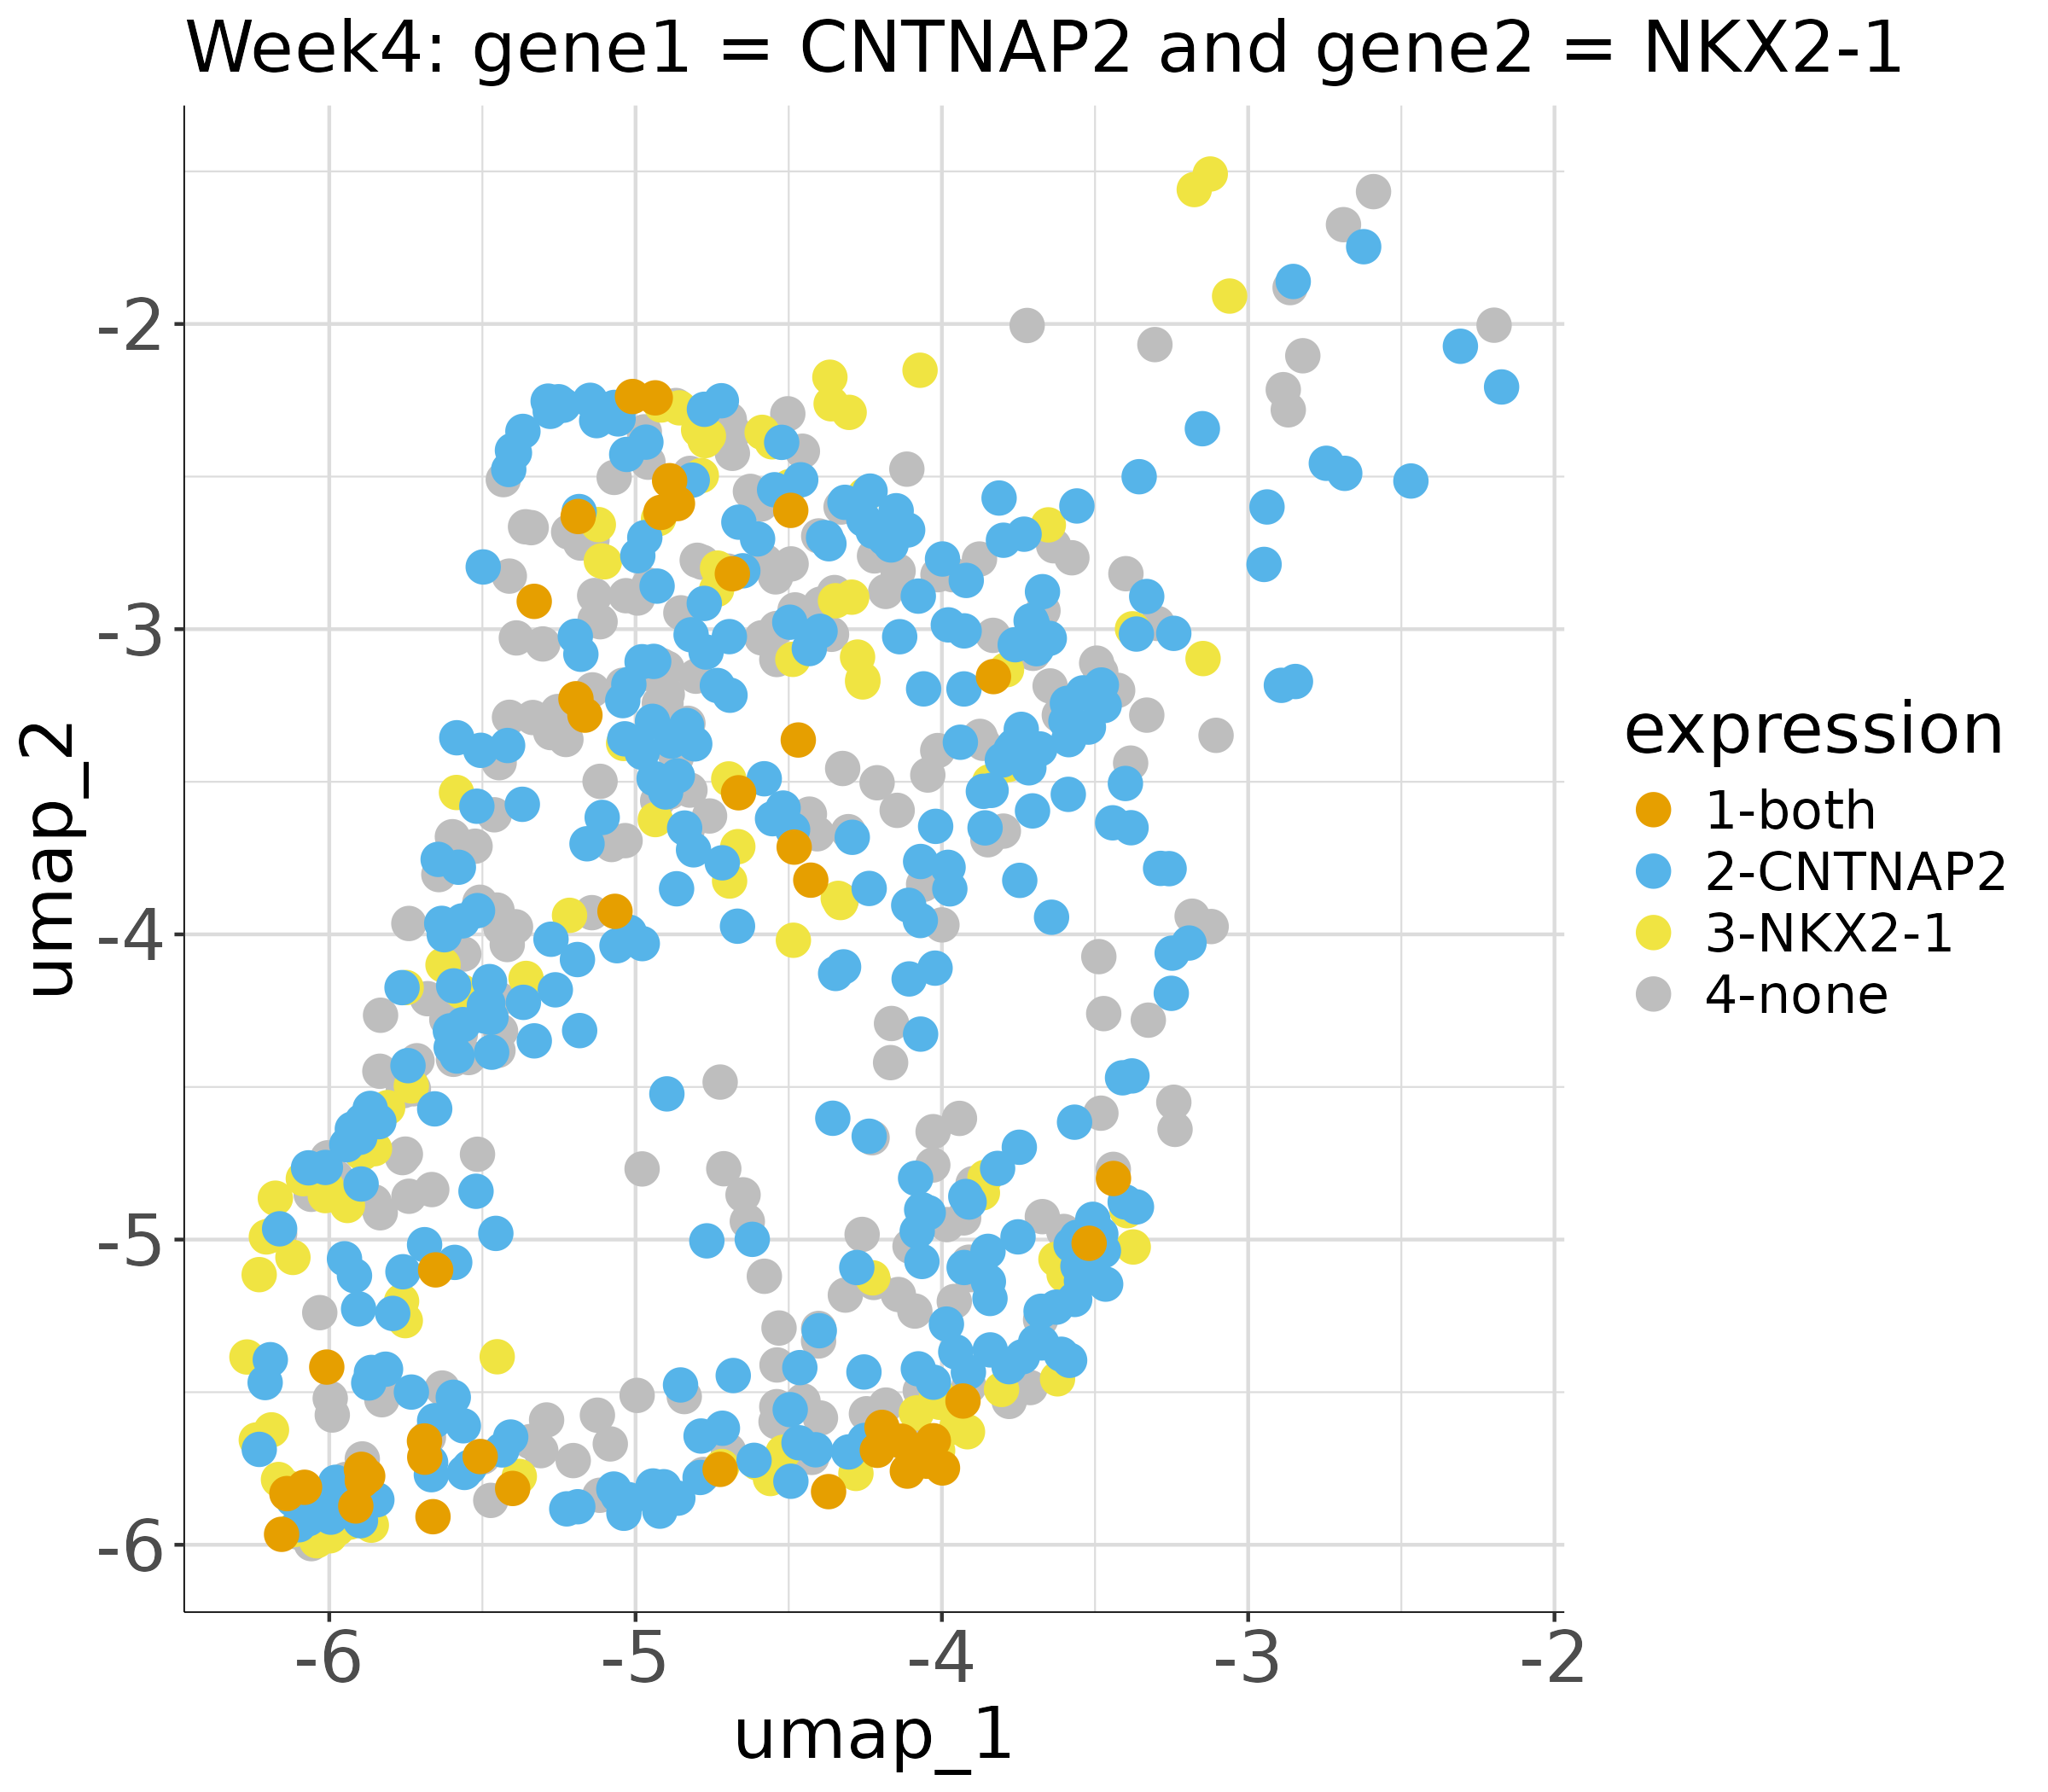 Week4: gene1 = CNTNAP2 and gene2 = NKX2-1
-2
-3
-4
-5
-6
umap_2
-6 -5 -4 -3 -2
umap_1
expression
1-both
2-CNTNAP2
3-NKX2-1
4-none